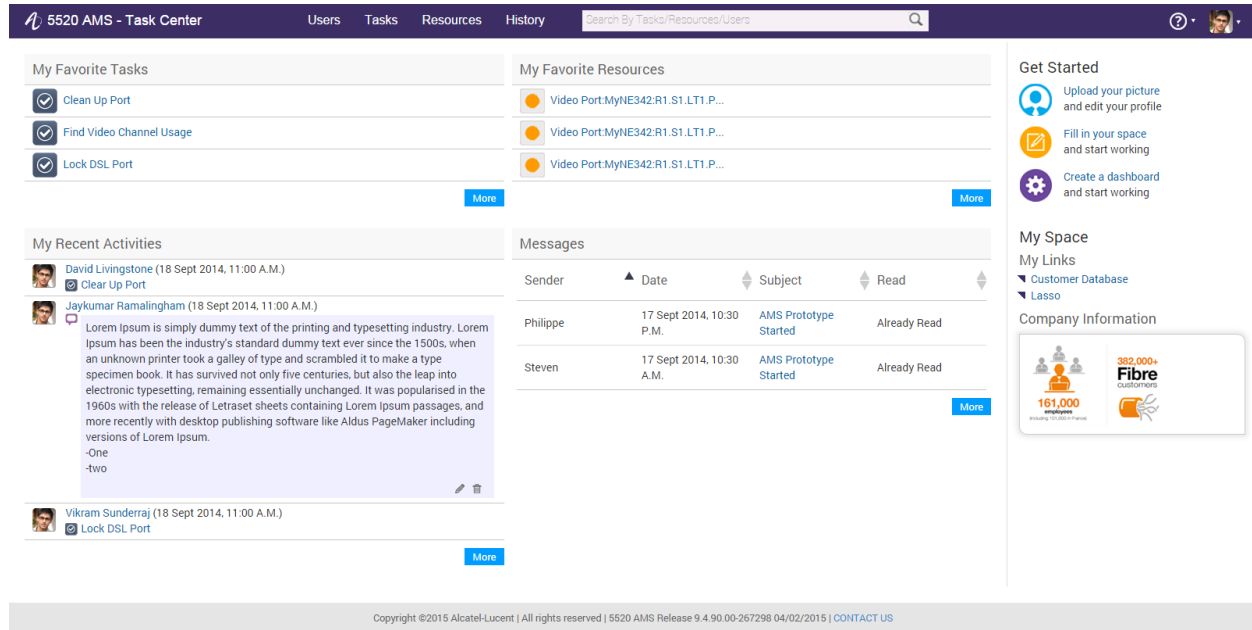 5520 AMS - Task Center
Users
Tasks
Resources
History
Search By Tasks/Resources/Users
My Favorite Tasks
Clean Up Port
Find Video Channel Usage
Lock DSL Port
More
My Favorite Resources
Video Port:MyNE342:R1.S1.LT1.P...
Video Port:MyNE342:R1.S1.LT1.P...
Video Port:MyNE342:R1.S1.LT1.P...
More
My Recent Activities
David Livingstone (18 Sept 2014, 11:00 A.M.)
Clear Up Port
Jaykumar Ramalingham (18 Sept 2014, 11:00 A.M.)
Lorem Ipsum is simply dummy text of the printing and typesetting industry. Lorem
Ipsum has been the industry's standard dummy text ever since the 1500s, when
an unknown printer took a galley of type and scrambled it to make a type
specimen book. It has survived not only five centuries, but also the leap into
electronic typesetting, remaining essentially unchanged. It was popularised in the
1960s with the release of Letraset sheets containing Lorem Ipsum passages, and
more recently with desktop publishing software like Aldus PageMaker including
versions of Lorem Ipsum.
-One
-two
Vikram Sunderraj (18 Sept 2014, 11:00 A.M.)
Lock DSL Port
More
Messages
Sender Date Subject Read
Philippe
17 Sept 2014, 10:30
P.M.
AMS Prototype
Started
Already Read
Steven
17 Sept 2014, 10:30
A.M.
AMS Prototype
Started
Already Read
More
Get Started
Upload your picture
and edit your profile
Fill in your space
and start working
Create a dashboard
and start working
My Space
My Links
Customer Database
Lasso
Company Information
161,000
employees
382,000+
Fibre
customers
Copyright ©2015 Alcatel-Lucent | All rights reserved | 5520 AMS Release 9.4.90.00-267298 04/02/2015 | CONTACT US